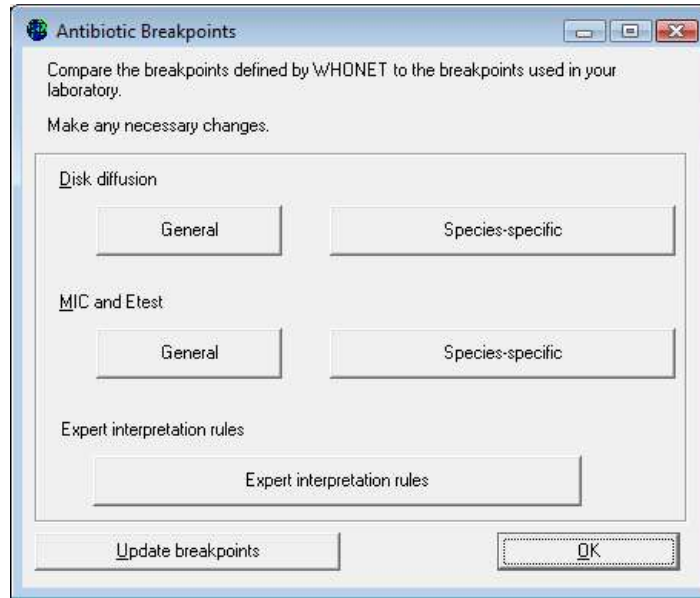 Antibiotic Breakpoints
Compare the breakpoints defined by WHONET to the breakpoints used in your
laboratory.
Make any necessary changes.
Disk diffusion
General Species-specific
MIC and Etest
General Species-specific
Expert interpretation rules
Expert interpretation rules
Update breakpoints OK